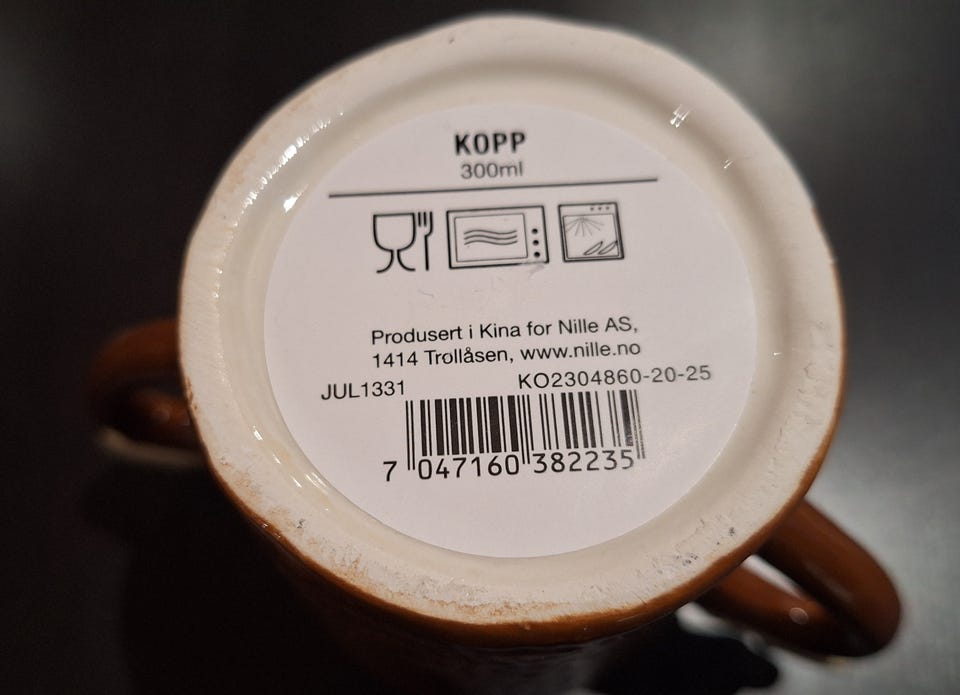 KOPP
300ml
Produsert i Kina for Nille AS,
1414 Trollåsen, www.nille.no
JUL1331 KO2304860-20-25
7 047160 382235